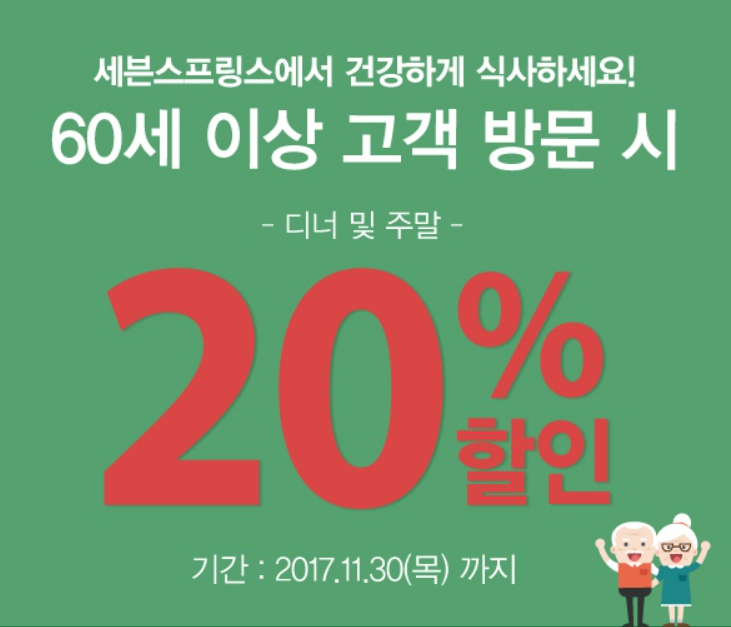 세븐스프링스에서 건강하게 식사하세요!
60세 이상 고객 방문 시
- 디너 및 주말 -
20%
할인
기간 : 2017.11.30(목) 까지